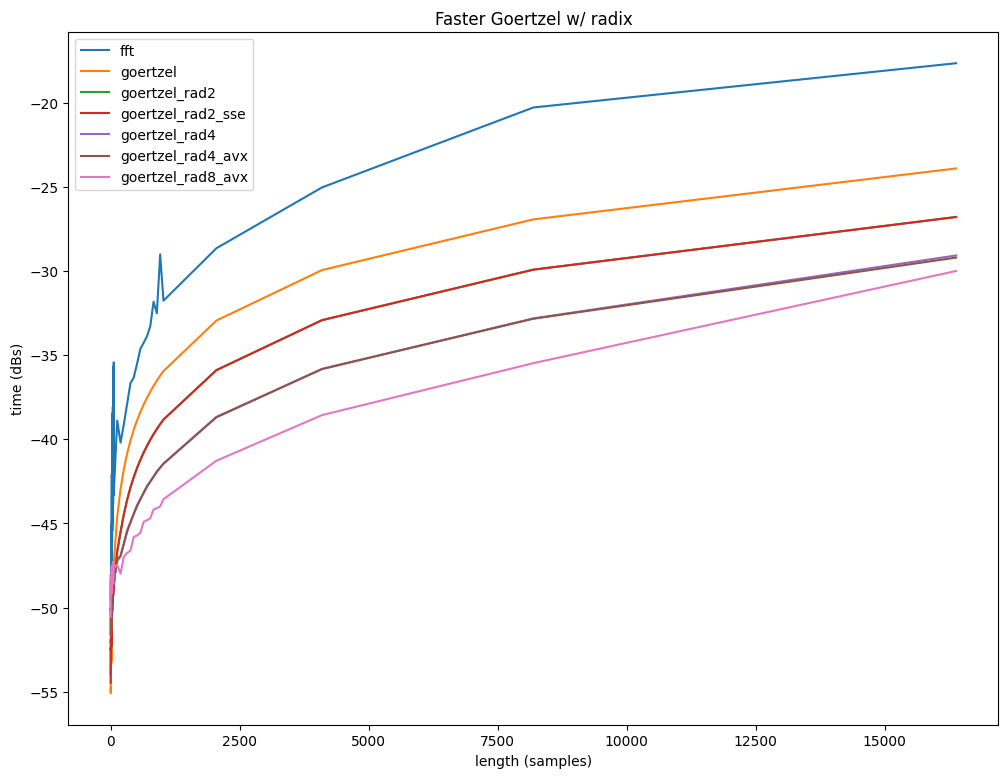 Faster Goertzel w/ radix
fft
goertzel
goertzel_rad2
goertzel_rad2_sse
goertzel_rad4
goertzel_rad4_avx
goertzel_rad8_avx
time (dBs)
−20
−25
−30
−35
−40
−45
−50
−55
0 2500 5000 7500 10000 12500 15000
length (samples)